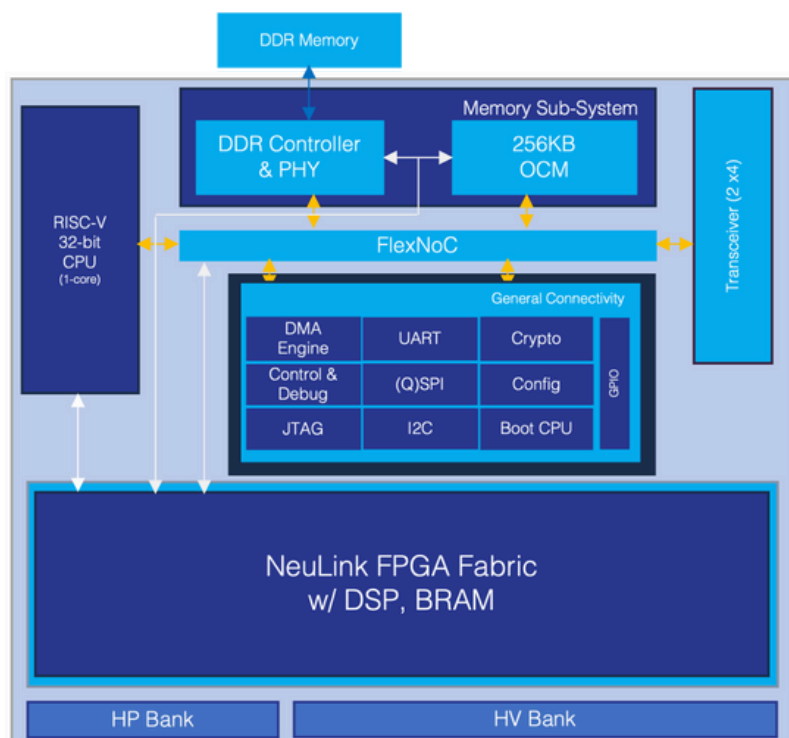 DDR Memory
Memory Sub-System
DDR Controller
& PHY
256KB
OCM
RISC-V
32-bit
CPU
(1-core)
FlexNoC
Transceiver (2 x4)
General Connectivity
DMA
Engine
UART
Crypto
Control &
Debug
(Q)SPI
Config
JTAG
I2C
Boot CPU
GPIO
NeuLink FPGA Fabric
w/ DSP, BRAM
HP Bank
HV Bank